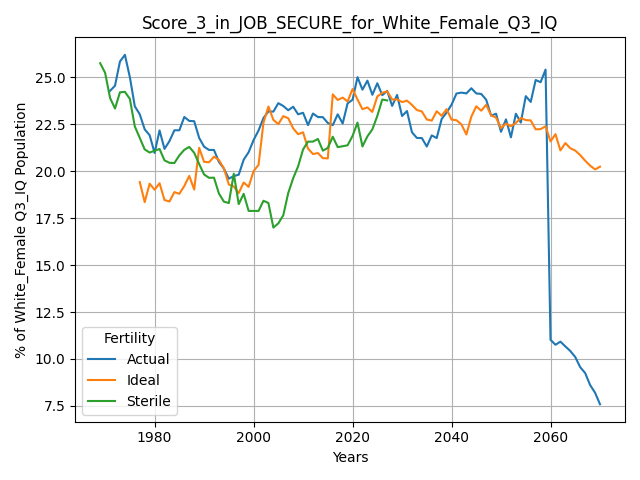 Score_3_in_JOB_SECURE_for_White_Female_Q3_IQ
% of White_Female Q3_IQ Population
25.0
22.5
20.0
17.5
15.0
12.5
10.0
7.5
Fertility
Actual
Ideal
Sterile
1980 2000 2020 2040 2060
Years